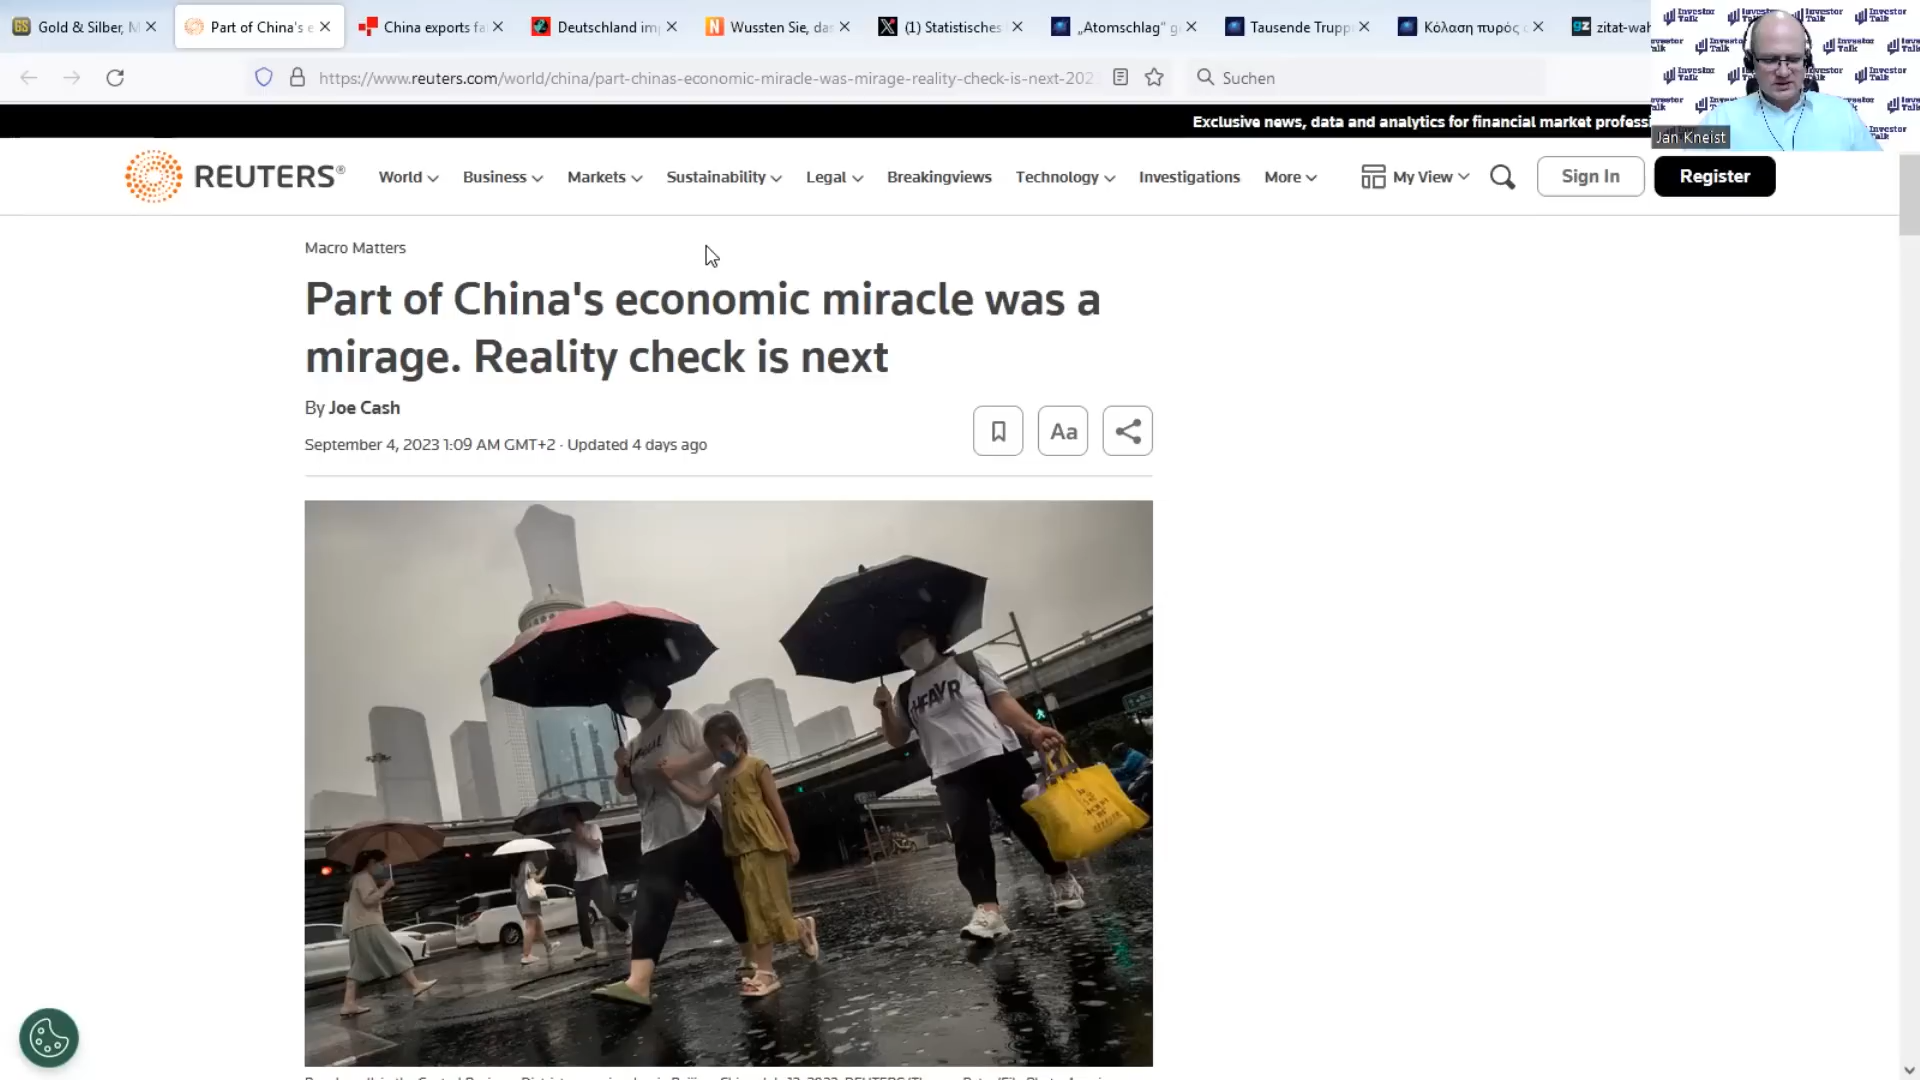 Gold & Silber, M
Part of China's e
China exports fa
Deutschland im
Wussten Sie, da
(1) Statistisches
„Atomschlag“ g
Tausende Trupp
Κόλαση πυρός
zitat-wah
https://www.reuters.com/world/china/part-chinas-economic-miracle-was-mirage-reality-check-is-next-202
Suchen
Investor Talk
Jan Kneist
Exclusive news, data and analytics for financial market professi
REUTERS®
World
Business
Markets
Sustainability
Legal
Breakingviews
Technology
Investigations
More
My View
Sign In
Register
Macro Matters
Part of China's economic miracle was a
mirage. Reality check is next
By Joe Cash
September 4, 2023 1:09 AM GMT+2 · Updated 4 days ago
Aa